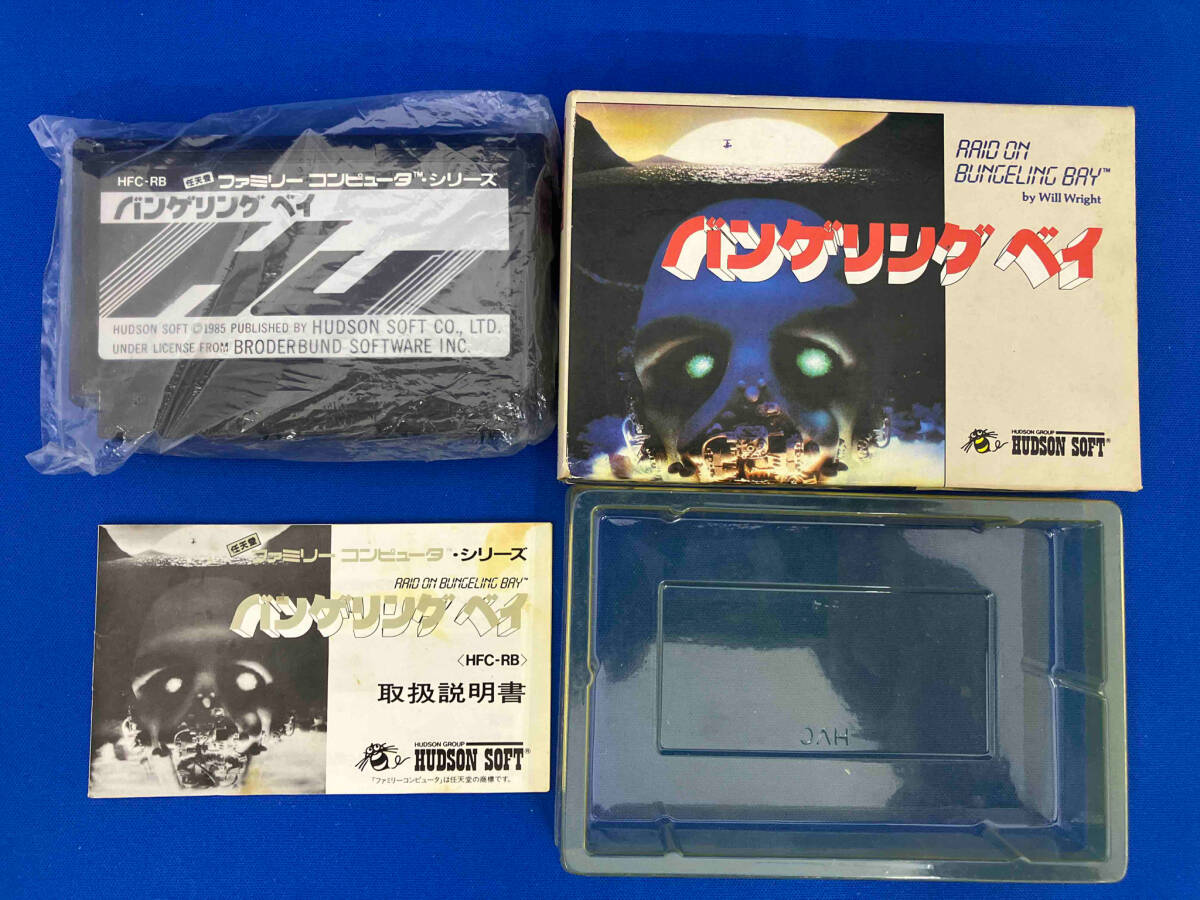 HFC-RB 任天堂 ファミリー コンピュータ™・シリーズ
バンゲリング ベイ
HUDSON SOFT ©1985 PUBLISHED BY HUDSON SOFT CO., LTD.
UNDER LICENSE FROM BRODERBUND SOFTWARE INC.
RAID ON
BUNGELING BAY™
by Will Wright
バンゲリング ベイ
HUDSON GROUP
HUDSON SOFT®
任天堂 ファミリー コンピュータ™・シリーズ
RAID ON BUNGELING BAY™
バンゲリング ベイ
〈HFC-RB〉
取扱説明書
HUDSON GROUP
HUDSON SOFT®
「ファミリーコンピュータ」は任天堂の商標です。
HVC